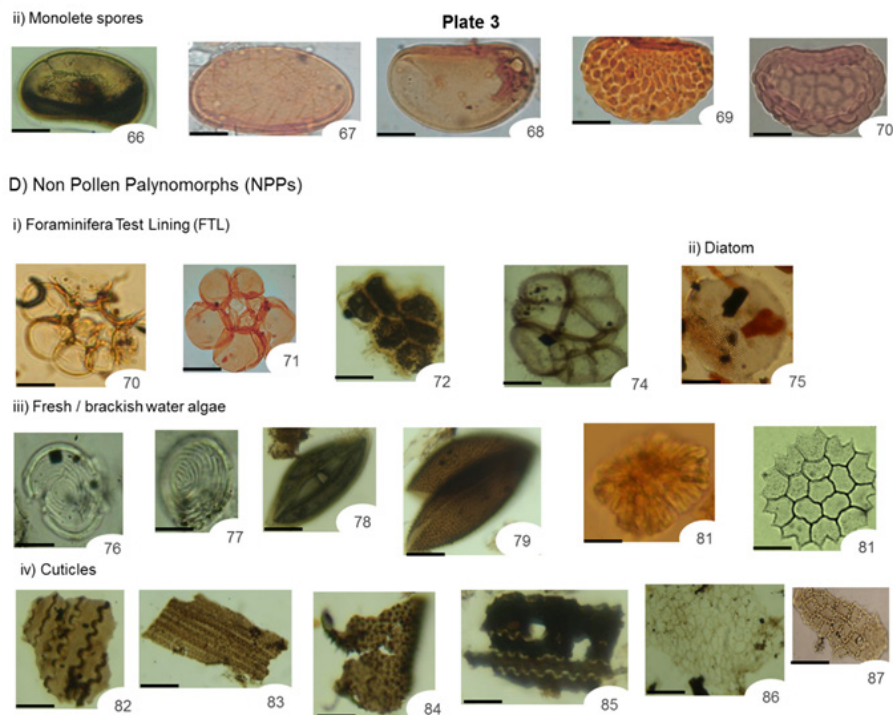 Plate 3
ii) Monolete spores
66 67 68 69 70
D) Non Pollen Palynomorphs (NPPs)
i) Foraminifera Test Lining (FTL)
ii) Diatom
70 71 72 74 75
iii) Fresh / brackish water algae
76 77 78 79 81 81
iv) Cuticles
82 83 84 85 86 87